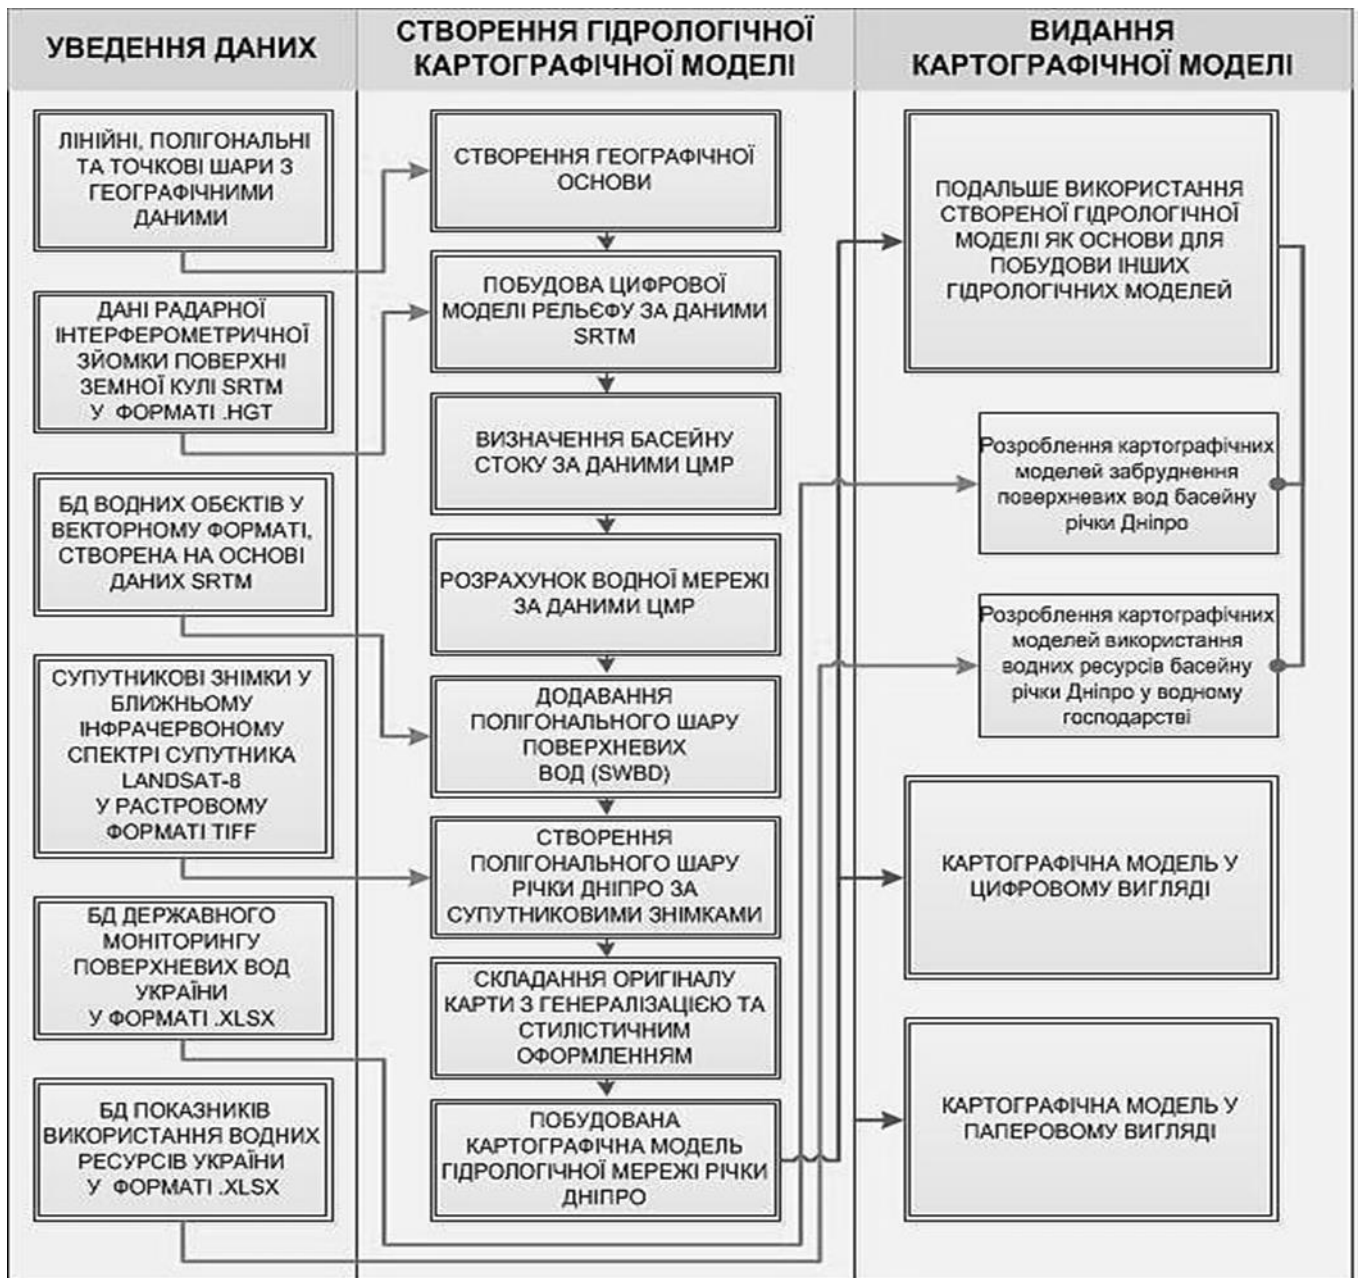 УВЕДЕННЯ ДАНИХ
ЛІНІЙНІ, ПОЛІГОНАЛЬНІ
ТА ТОЧКОВІ ШАРИ З
ГЕОГРАФІЧНИМИ
ДАНИМИ
ДАНІ РАДАРНОЇ
ІНТЕРФЕРОМЕТРИЧНОЇ
ЗЙОМКИ ПОВЕРХНІ
ЗЕМНОЇ КУЛІ SRTM
У ФОРМАТІ .HGT
БД ВОДНИХ ОБЄКТІВ У
ВЕКТОРНОМУ ФОРМАТІ,
СТВОРЕНА НА ОСНОВІ
ДАНИХ SRTM
СУПУТНИКОВІ ЗНІМКИ У
БЛИЖНЬОМУ
ІНФРАЧЕРВОНОМУ
СПЕКТРІ СУПУТНИКА
LANDSAT-8
У РАСТРОВОМУ
ФОРМАТІ TIFF
БД ДЕРЖАВНОГО
МОНІТОРИНГУ
ПОВЕРХНЕВИХ ВОД
УКРАЇНИ
У ФОРМАТІ .XLSX
БД ПОКАЗНИКІВ
ВИКОРИСТАННЯ ВОДНИХ
РЕСУРСІВ УКРАЇНИ
У ФОРМАТІ .XLSX
СТВОРЕННЯ ГІДРОЛОГІЧНОЇ
КАРТОГРАФІЧНОЇ МОДЕЛІ
СТВОРЕННЯ ГЕОГРАФІЧНОЇ
ОСНОВИ
ПОБУДОВА ЦИФРОВОЇ
МОДЕЛІ РЕЛЬЄФУ ЗА ДАНИМИ
SRTM
ВИЗНАЧЕННЯ БАСЕЙНУ
СТОКУ ЗА ДАНИМИ ЦМР
РОЗРАХУНОК ВОДНОЇ МЕРЕЖІ
ЗА ДАНИМИ ЦМР
ДОДАВАННЯ
ПОЛІГОНАЛЬНОГО ШАРУ
ПОВЕРХНЕВИХ
ВОД (SWBD)
СТВОРЕННЯ
ПОЛІГОНАЛЬНОГО ШАРУ
РІЧКИ ДНІПРО ЗА
СУПУТНИКОВИМИ ЗНІМКАМИ
СКЛАДАННЯ ОРИГІНАЛУ
КАРТИ З ГЕНЕРАЛІЗАЦІЄЮ ТА
СТИЛІСТИЧНИМ
ОФОРМЛЕННЯМ
ПОБУДОВАНА
КАРТОГРАФІЧНА МОДЕЛЬ
ГІДРОЛОГІЧНОЇ МЕРЕЖІ РІЧКИ
ДНІПРО
ВИДАННЯ
КАРТОГРАФІЧНОЇ МОДЕЛІ
ПОДАЛЬШЕ ВИКОРИСТАННЯ
СТВОРЕНОЇ ГІДРОЛОГІЧНОЇ
МОДЕЛІ ЯК ОСНОВИ ДЛЯ
ПОБУДОВИ ІНШИХ
ГІДРОЛОГІЧНИХ МОДЕЛЕЙ
Розроблення картографічних
моделей забруднення
поверхневих вод басейну
річки Дніпро
Розроблення картографічних
моделей використання
водних ресурсів басейну
річки Дніпро у водному
господарстві
КАРТОГРАФІЧНА МОДЕЛЬ У
ЦИФРОВОМУ ВИГЛЯДІ
КАРТОГРАФІЧНА МОДЕЛЬ У
ПАПЕРОВОМУ ВИГЛЯДІ